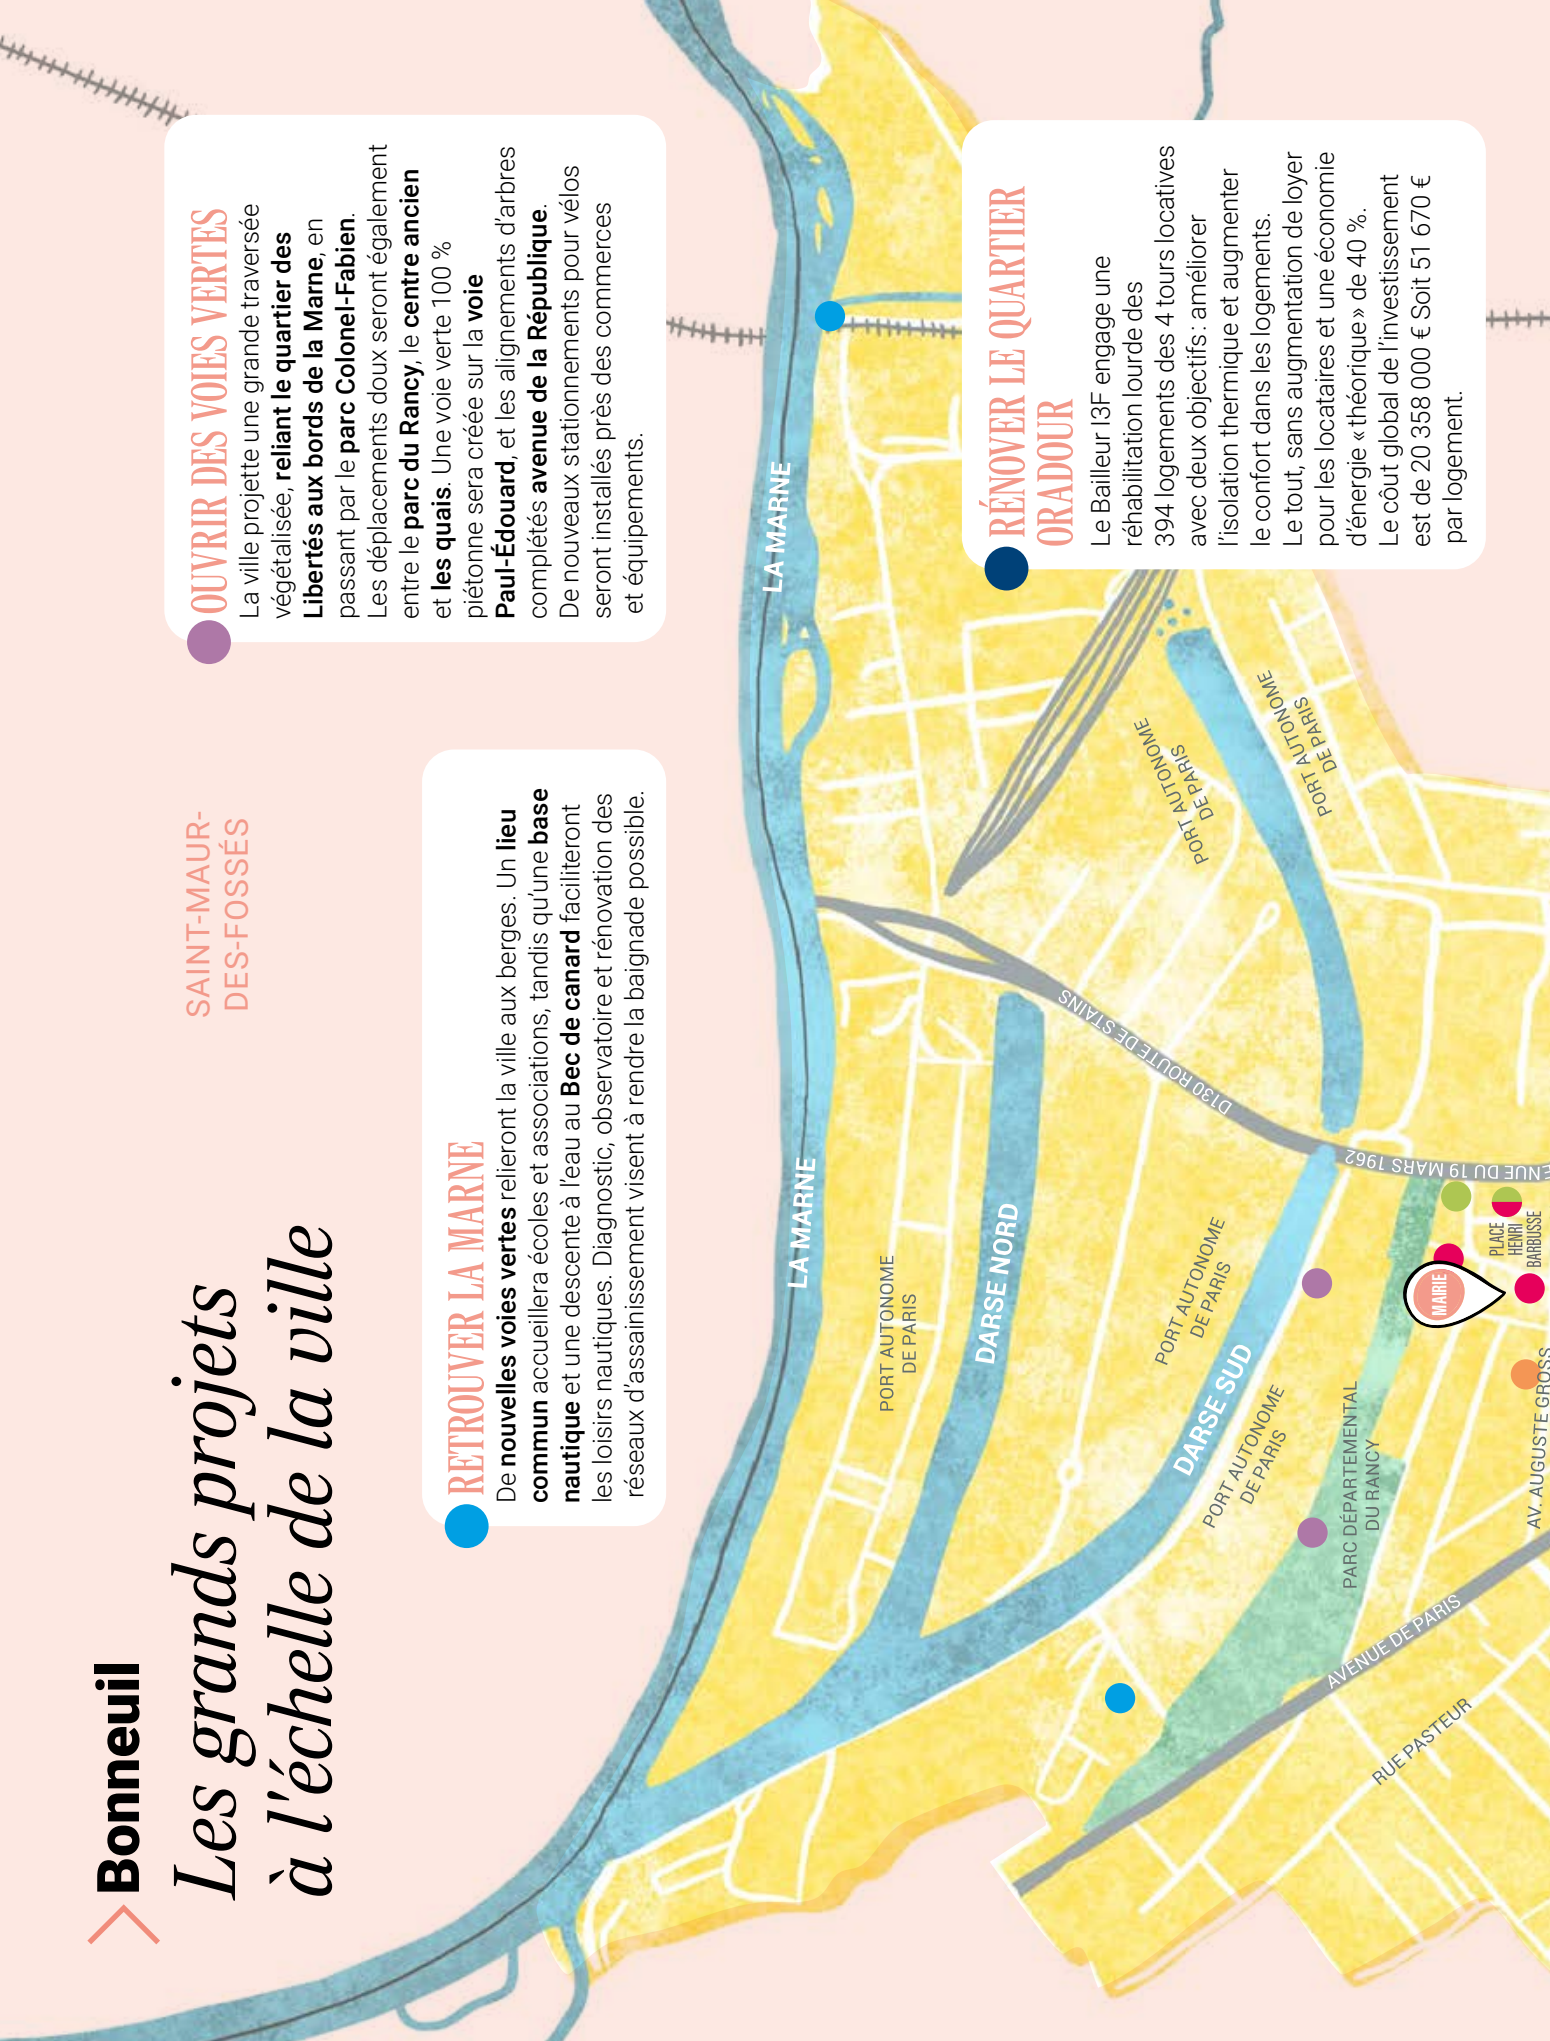 Bonneuil
Les grands projets
à l'échelle de la ville
SAINT-MAUR-
DES-FOSSÉS
OUVRIR DES VOIES VERTES
La ville projette une grande traversée
végétalisée, reliant le quartier des
Libertés aux bords de la Marne, en
passant par le parc Colonel-Fabien.
Les déplacements doux seront également
entre le parc du Rancy, le centre ancien
et les quais. Une voie verte 100 %
piétonne sera créée sur la voie
Paul-Édouard, et les alignements d'arbres
complétés avenue de la République.
De nouveaux stationnements pour vélos
seront installés près des commerces
et équipements.
RETROUVER LA MARNE
De nouvelles voies vertes relieront la ville aux berges. Un lieu
commun accueillera écoles et associations, tandis qu'une base
nautique et une descente à l'eau au Bec de canard faciliteront
les loisirs nautiques. Diagnostic, observatoire et rénovation des
réseaux d'assainissement visent à rendre la baignade possible.
LA MARNE
LA MARNE
RÉNOVER LE QUARTIER
ORADOUR
Le Bailleur I3F engage une
réhabilitation lourde des
394 logements des 4 tours locatives
avec deux objectifs : améliorer
l'isolation thermique et augmenter
le confort dans les logements.
Le tout, sans augmentation de loyer
pour les locataires et une économie
d'énergie « théorique » de 40 %.
Le côut global de l'investissement
est de 20 358 000 € Soit 51 670 €
par logement.
PORT AUTONOME
DE PARIS
DARSE NORD
PORT AUTONOME
DE PARIS
PORT AUTONOME
DE PARIS
PORT AUTONOME
DE PARIS
DARSE SUD
PORT AUTONOME
DE PARIS
D130 ROUTE DE STAINS
ENUE DU 19 MARS 1962
PARC DÉPARTEMENTAL
DU RANCY
MAIRIE
PLACE
HENRI
BARBUSSE
AVENUE DE PARIS
RUE PASTEUR
AV. AUGUSTE GROSS